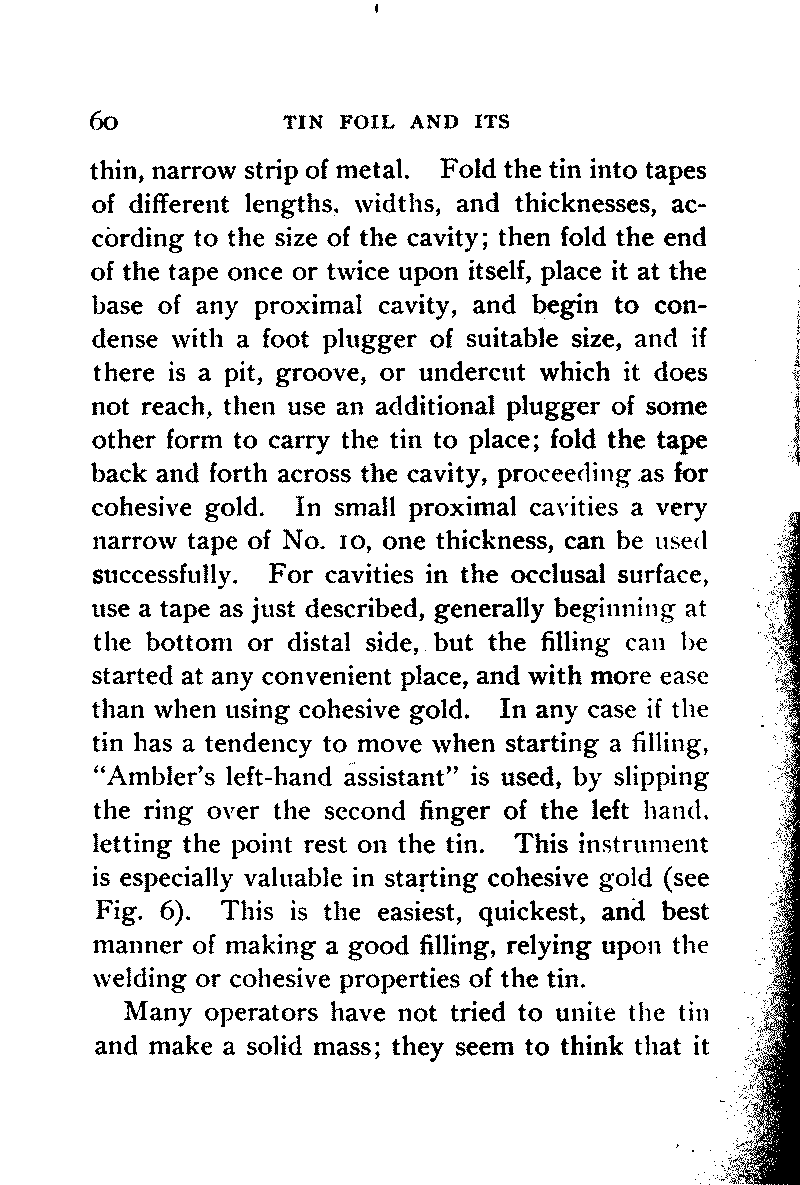 60 TIN FOIL AND ITS
thin, narrow strip of metal. Fold the tin into tapes
of different lengths, widths, and thicknesses, ac-
cording to the size of the cavity; then fold the end
of the tape once or twice upon itself, place it at the
base of any proximal cavity, and begin to con-
dense with a foot plugger of suitable size, and if
there is a pit, groove, or undercut which it does
not reach, then use an additional plugger of some
other form to carry the tin to place; fold the tape
back and forth across the cavity, proceeding as for
cohesive gold. In small proximal cavities a very
narrow tape of No. 10, one thickness, can be used
successfully. For cavities in the occlusal surface,
use a tape as just described, generally beginning at
the bottom or distal side, but the filling can be
started at any convenient place, and with more ease
than when using cohesive gold. In any case if the
tin has a tendency to move when starting a filling,
“Ambler’s left-hand assistant” is used, by slipping
the ring over the second finger of the left hand,
letting the point rest on the tin. This instrument
is especially valuable in starting cohesive gold (see
Fig. 6). This is the easiest, quickest, and best
manner of making a good filling, relying upon the
welding or cohesive properties of the tin.
Many operators have not tried to unite the tin
and make a solid mass; they seem to think that it